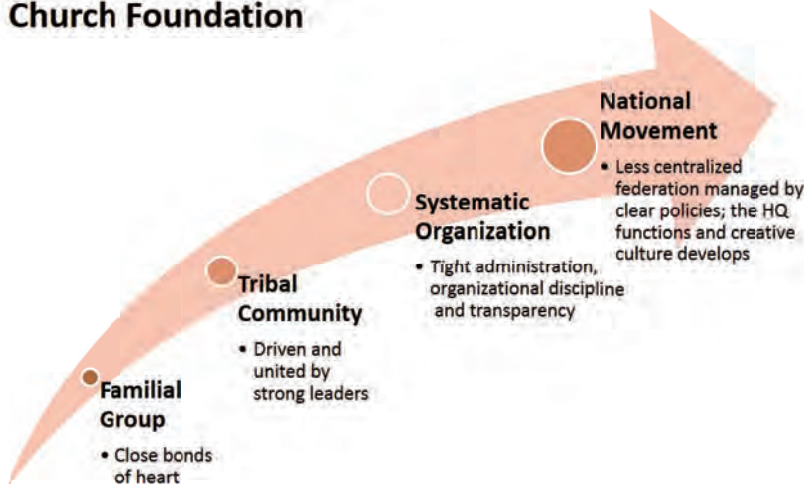 Church Foundation
National
Movement
• Less centralized
federation managed by
clear policies; the HQ
functions and creative
culture develops
Systematic
Organization
• Tight administration,
organizational discipline
and transparency
Tribal
Community
• Driven and
united by
strong leaders
Familial
Group
• Close bonds
of heart